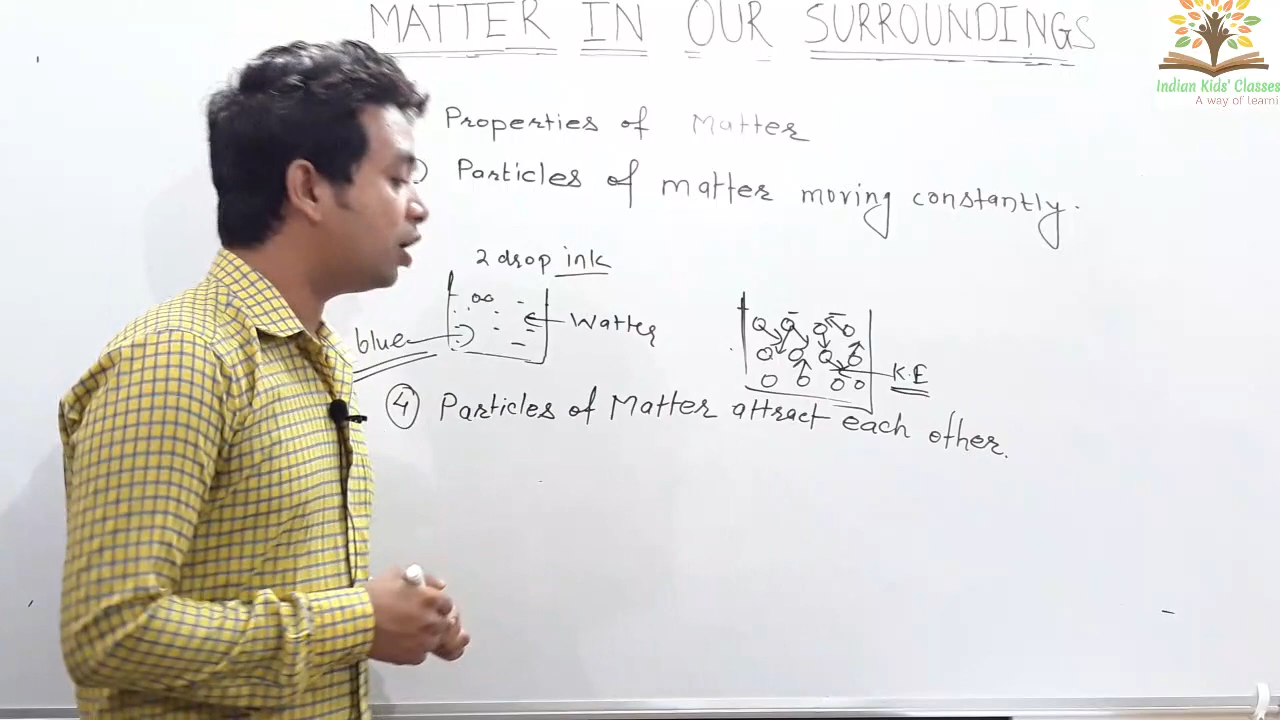 MATTER IN OUR SURROUNDINGS
Indian Kids' Classes
A way of learni
Properties of Matter
Particles of matter moving constantly.
2 drop ink
Watter
blue
K.E
4 Particles of Matter attract each other.